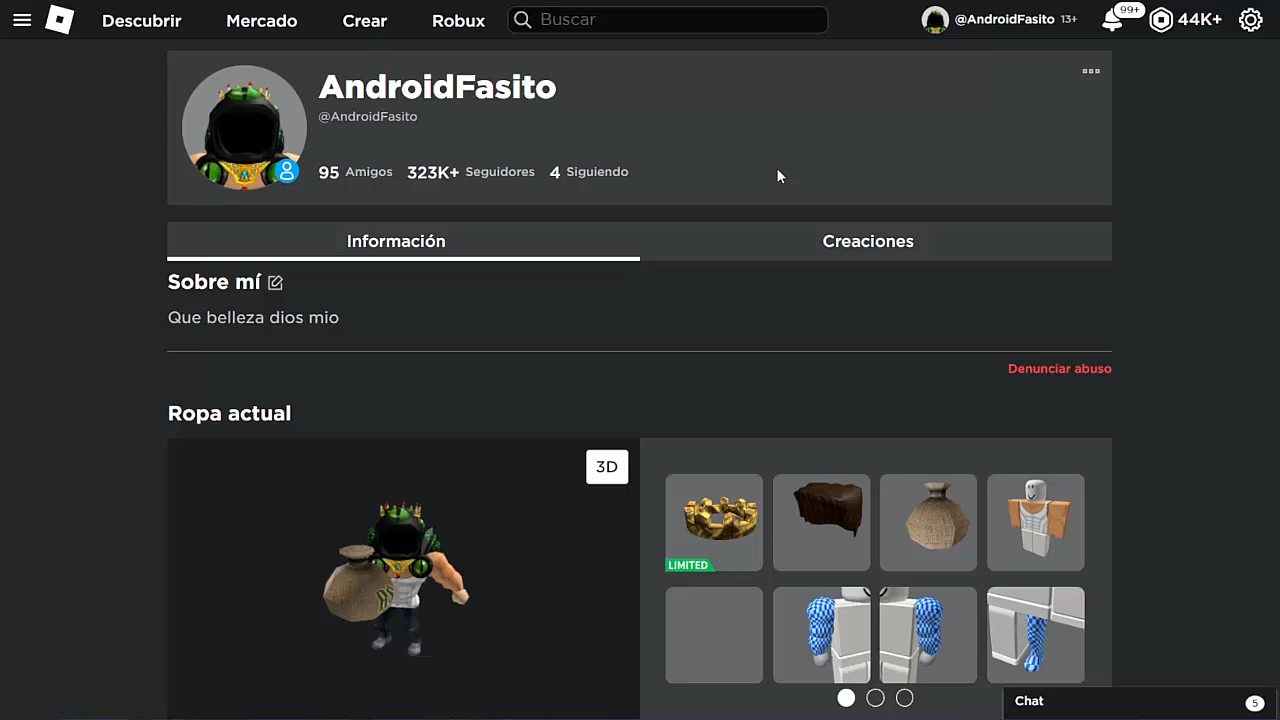 Descubrir Mercado Crear Robux Buscar @AndroidFasito 13+ 99+ 44K+
AndroidFasito
@AndroidFasito
95 Amigos 323K+ Seguidores 4 Siguiendo
Información Creaciones
Sobre mí
Que belleza dios mio
Denunciar abuso
Ropa actual
3D
LIMITED
Chat 5